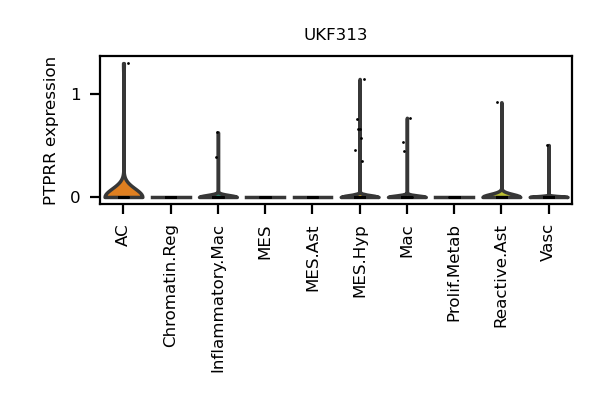 UKF313
PTPRR expression
1
0
AC
Chromatin.Reg
Inflammatory.Mac
MES
MES.Ast
MES.Hyp
Mac
Prolif.Metab
Reactive.Ast
Vasc